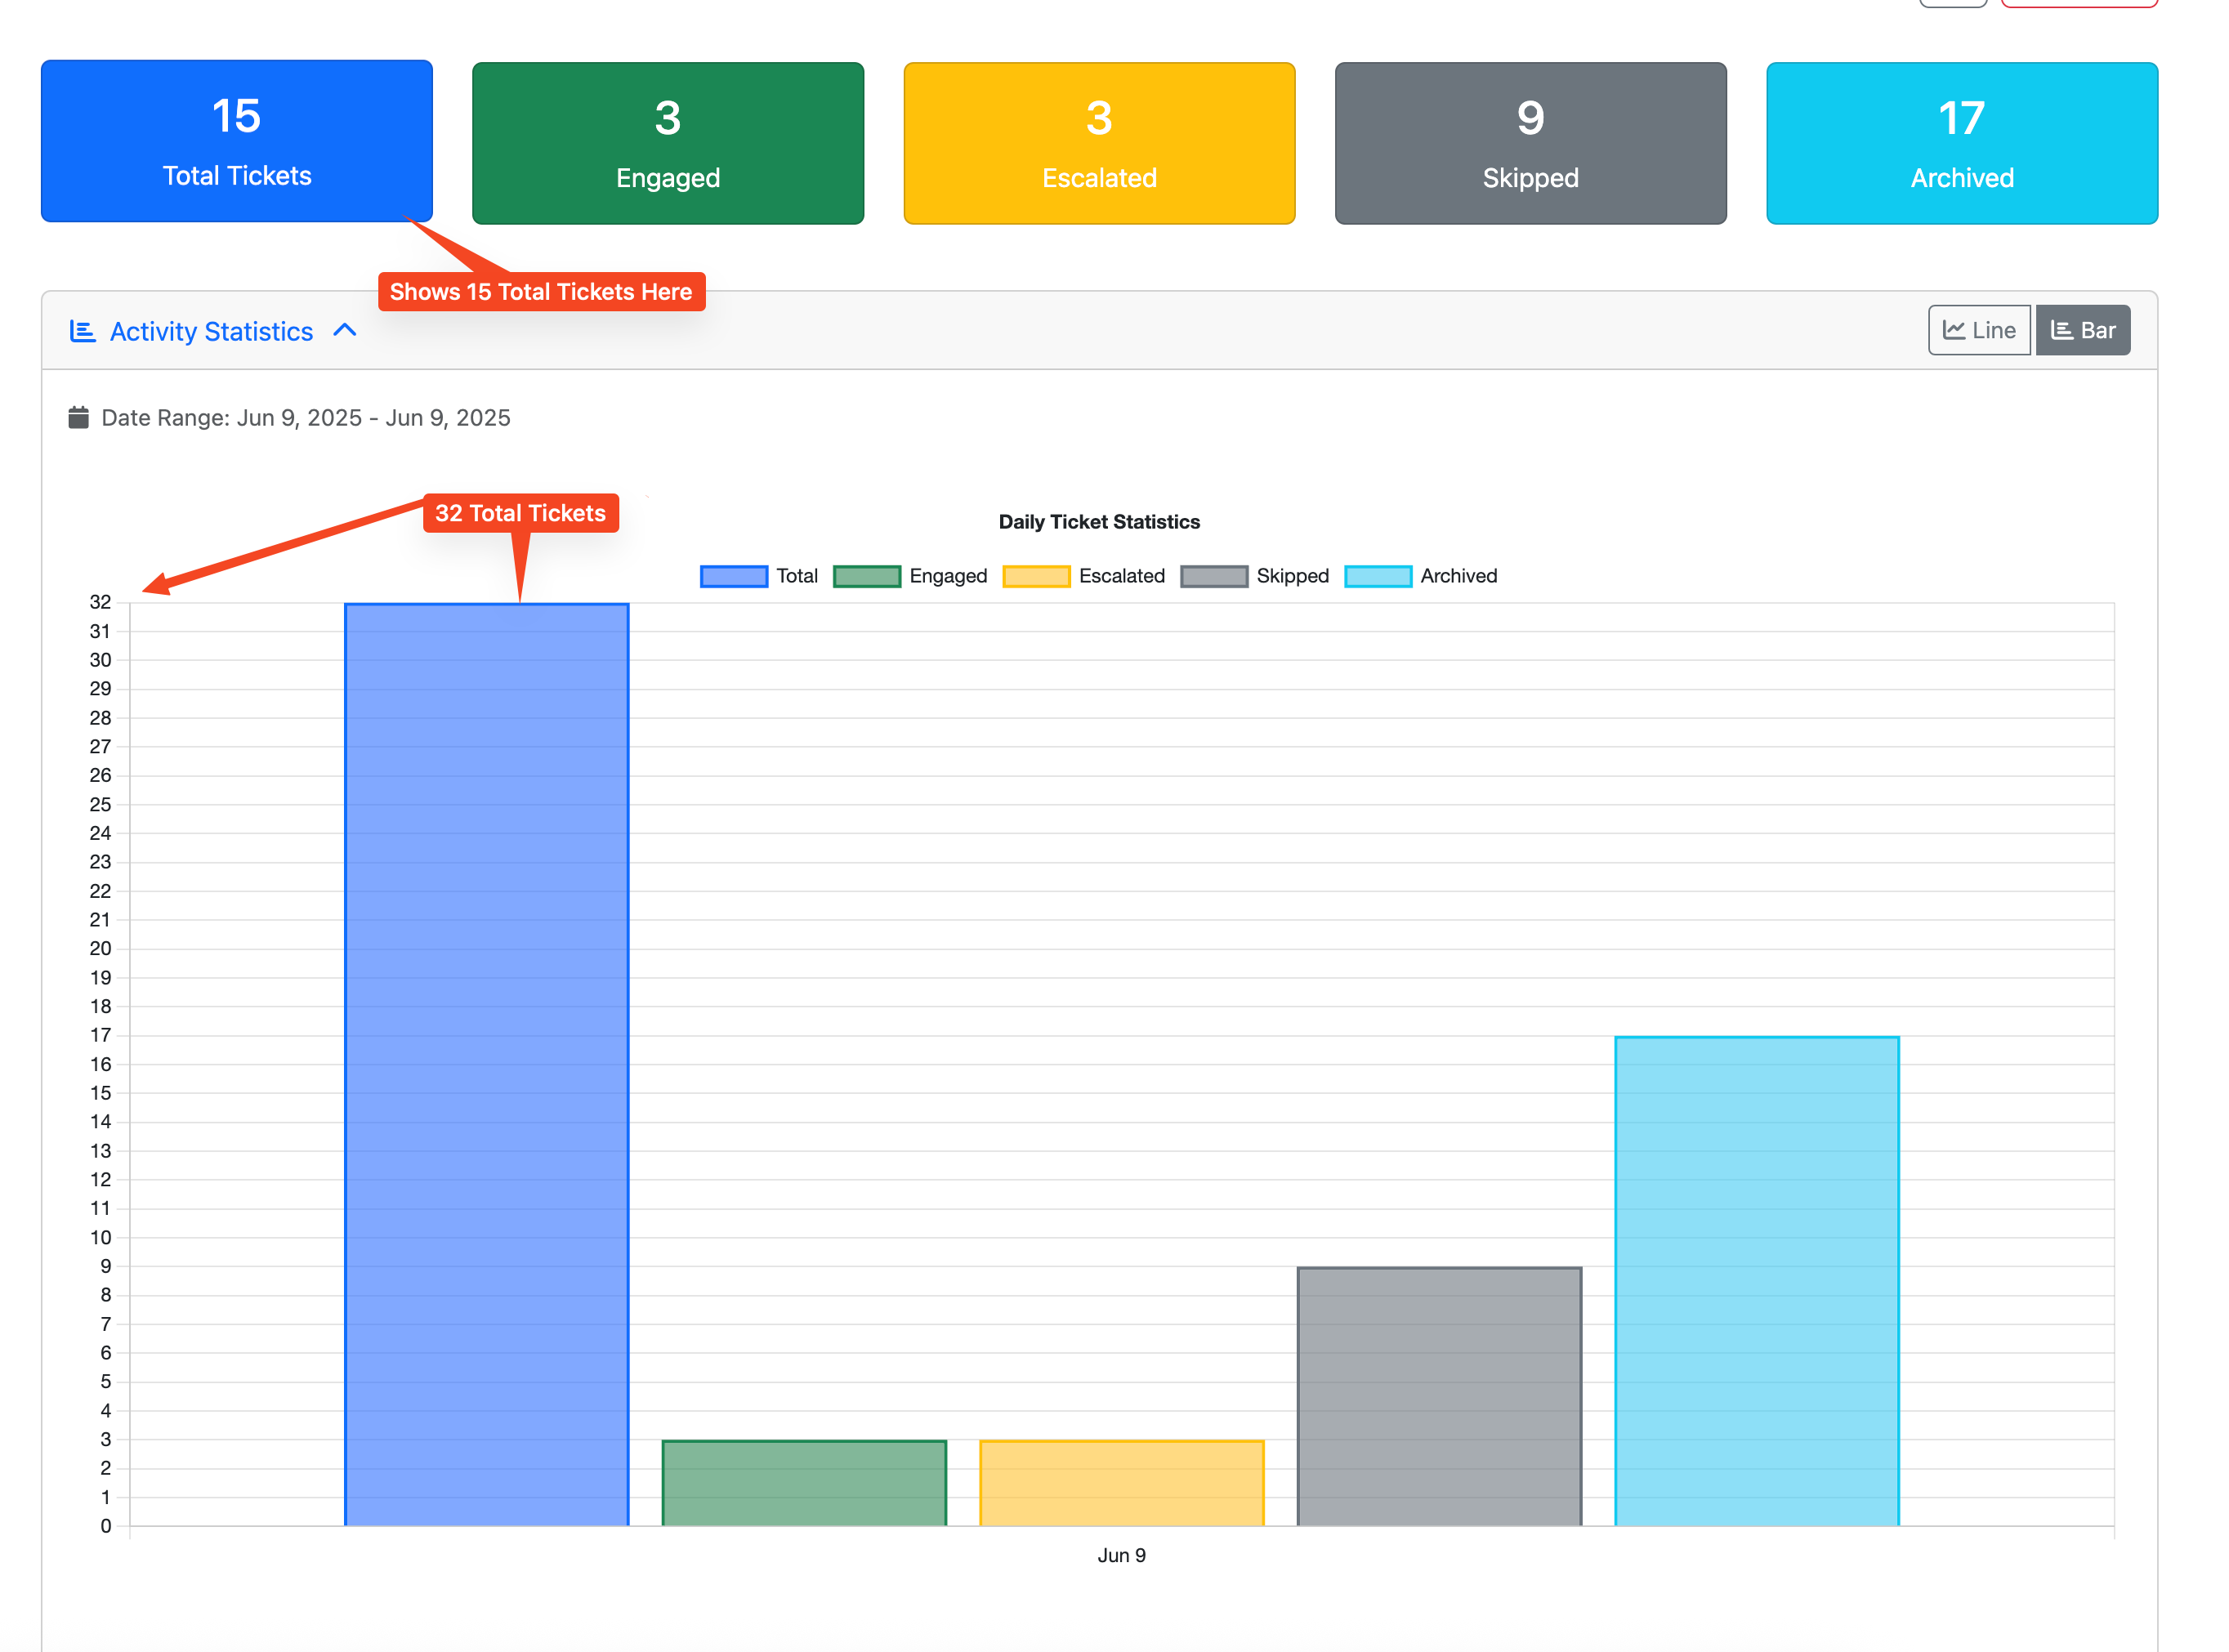 15
Total Tickets
3
Engaged
3
Escalated
9
Skipped
17
Archived
Shows 15 Total Tickets Here
Activity Statistics
Line
Bar
Date Range: Jun 9, 2025 - Jun 9, 2025
32 Total Tickets
Daily Ticket Statistics
Total Engaged Escalated Skipped Archived
32
31
30
29
28
27
26
25
24
23
22
21
20
19
18
17
16
15
14
13
12
11
10
9
8
7
6
5
4
3
2
1
0
Jun 9